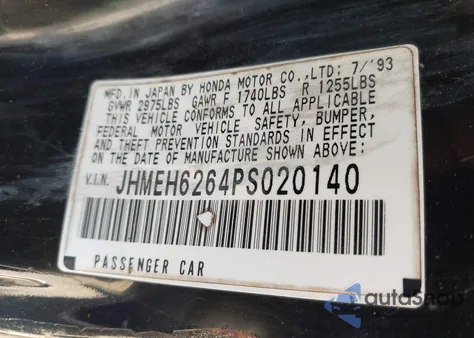 MFD. IN JAPAN BY HONDA MOTOR CO.,LTD; 7/'93
GVWR 2975LBS GAWR F 1740LBS R 1255LBS
THIS VEHICLE CONFORMS TO ALL APPLICABLE
FEDERAL MOTOR VEHICLE SAFETY, BUMPER,
AND THEFT PREVENTION STANDARDS IN EFFECT
ON THE DATE OF MANUFACTURE SHOWN ABOVE:
V.I.N. JHMEH6264PS020140
PASSENGER CAR
autoSnap